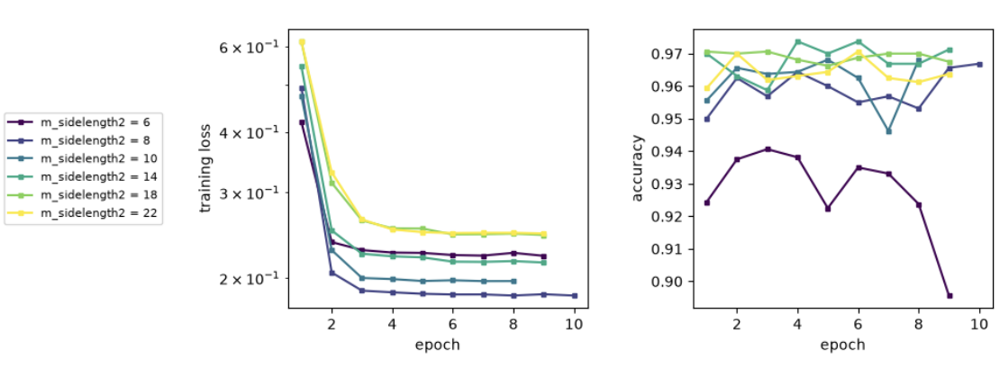 m_sidelength2 = 6
m_sidelength2 = 8
m_sidelength2 = 10
m_sidelength2 = 14
m_sidelength2 = 18
m_sidelength2 = 22
training loss
6 × 10⁻¹
4 × 10⁻¹
3 × 10⁻¹
2 × 10⁻¹
2 4 6 8 10
epoch
accuracy
0.97
0.96
0.95
0.94
0.93
0.92
0.91
0.90
2 4 6 8 10
epoch